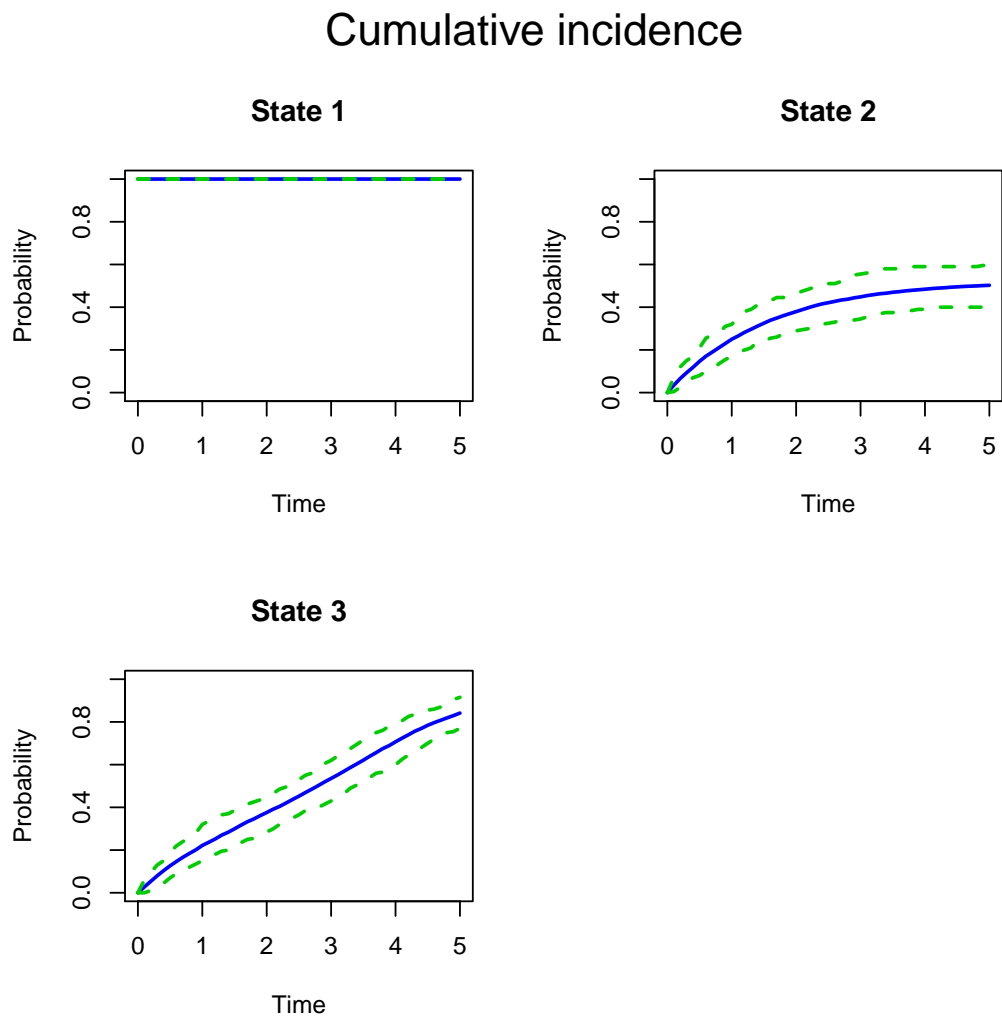 Cumulative incidence
State 1
Probability
0.0 0.4 0.8
0 1 2 3 4 5
Time
State 2
Probability
0.0 0.4 0.8
0 1 2 3 4 5
Time
State 3
Probability
0.0 0.4 0.8
0 1 2 3 4 5
Time